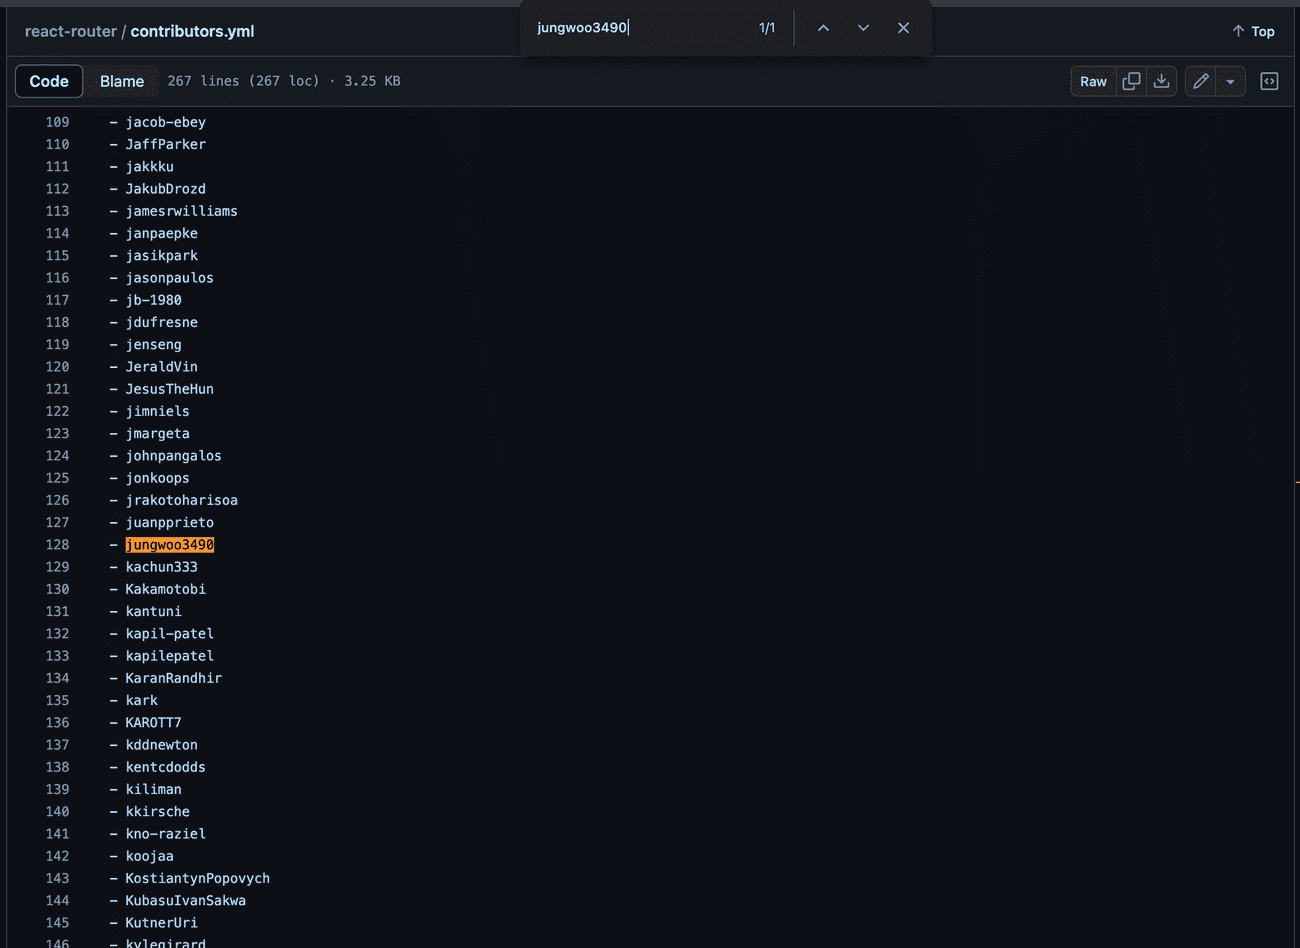 react-router / contributors.yml
jungwoo3490
1/1
Top
Code
Blame
267 lines (267 loc) · 3.25 KB
Raw
109 - jacob-ebey
110 - JaffParker
111 - jakkku
112 - JakubDrozd
113 - jamesrwilliams
114 - janpaepke
115 - jasikpark
116 - jasonpaulos
117 - jb-1980
118 - jdufresne
119 - jenseng
120 - JeraldVin
121 - JesusTheHun
122 - jimniels
123 - jmargeta
124 - johnpangalos
125 - jonkoops
126 - jrakotoharisoa
127 - juanpprieto
128 - jungwoo3490
129 - kachun333
130 - Kakamotobi
131 - kantuni
132 - kapil-patel
133 - kapilepatel
134 - KaranRandhir
135 - kark
136 - KAROTT7
137 - kddnewton
138 - kentcdodds
139 - kiliman
140 - kkirsche
141 - kno-raziel
142 - koojaa
143 - KostiantynPopovych
144 - KubasuIvanSakwa
145 - KutnerUri
146 - kylegirard